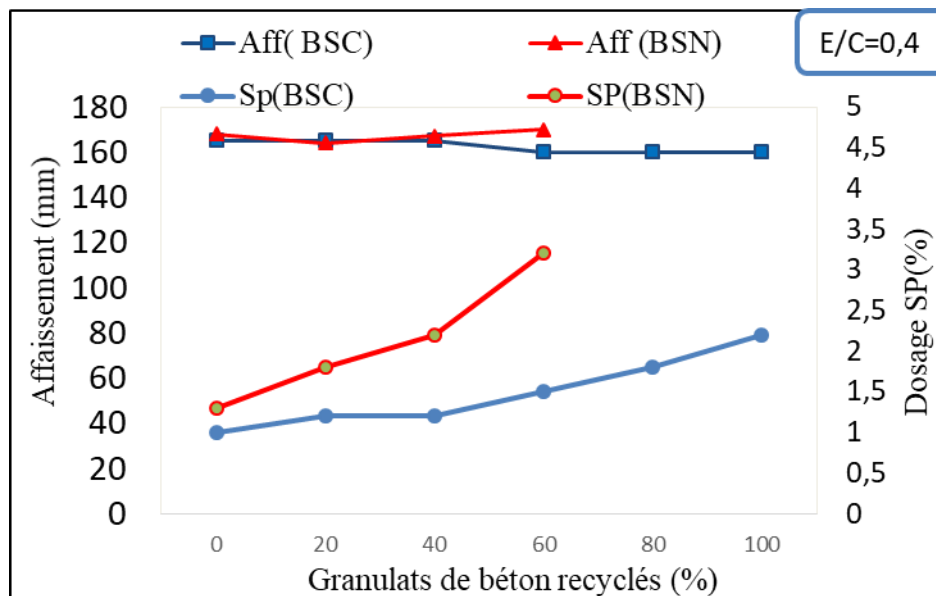 Aff( BSC) Aff (BSN) E/C=0,4
Sp(BSC) SP(BSN)
180 5
160 4,5
140 4
120 3,5
100 3
80 2,5
60 2
40 1,5
20 1
0 0,5
0
Affaissement (mm)
Dosage SP(%)
0 20 40 60 80 100
Granulats de béton recyclés (%)